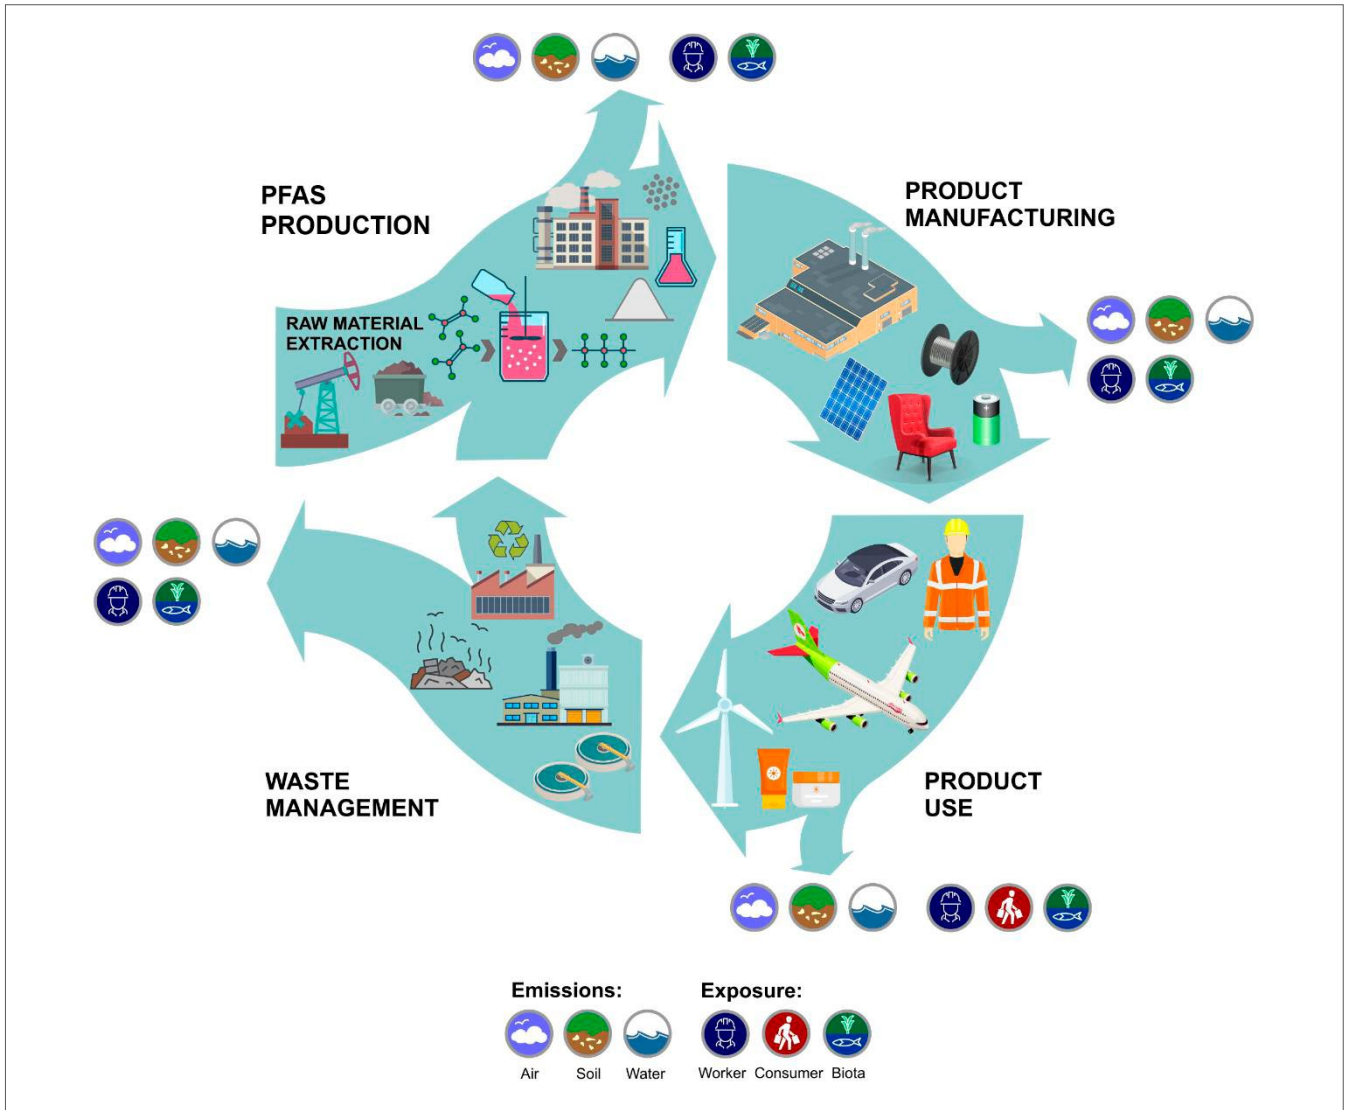 PFAS
PRODUCTION
PRODUCT
MANUFACTURING
RAW MATERIAL
EXTRACTION
WASTE
MANAGEMENT
PRODUCT
USE
Emissions:
Exposure:
Air
Soil
Water
Worker
Consumer
Biota